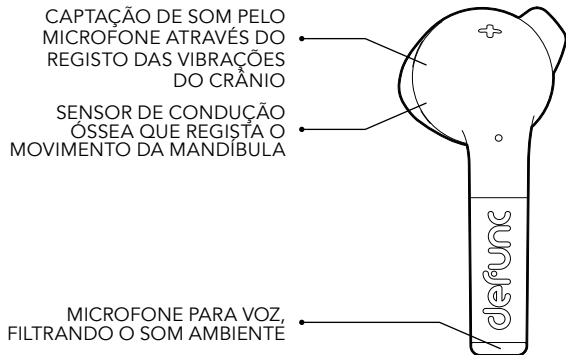 CAPTAÇÃO DE SOM PELO
MICROFONE ATRAVÉS DO
REGISTO DAS VIBRAÇÕES
DO CRÂNIO
SENSOR DE CONDUÇÃO
ÓSSEA QUE REGISTA O
MOVIMENTO DA MANDÍBULA
MICROFONE PARA VOZ,
FILTRANDO O SOM AMBIENTE
defunc